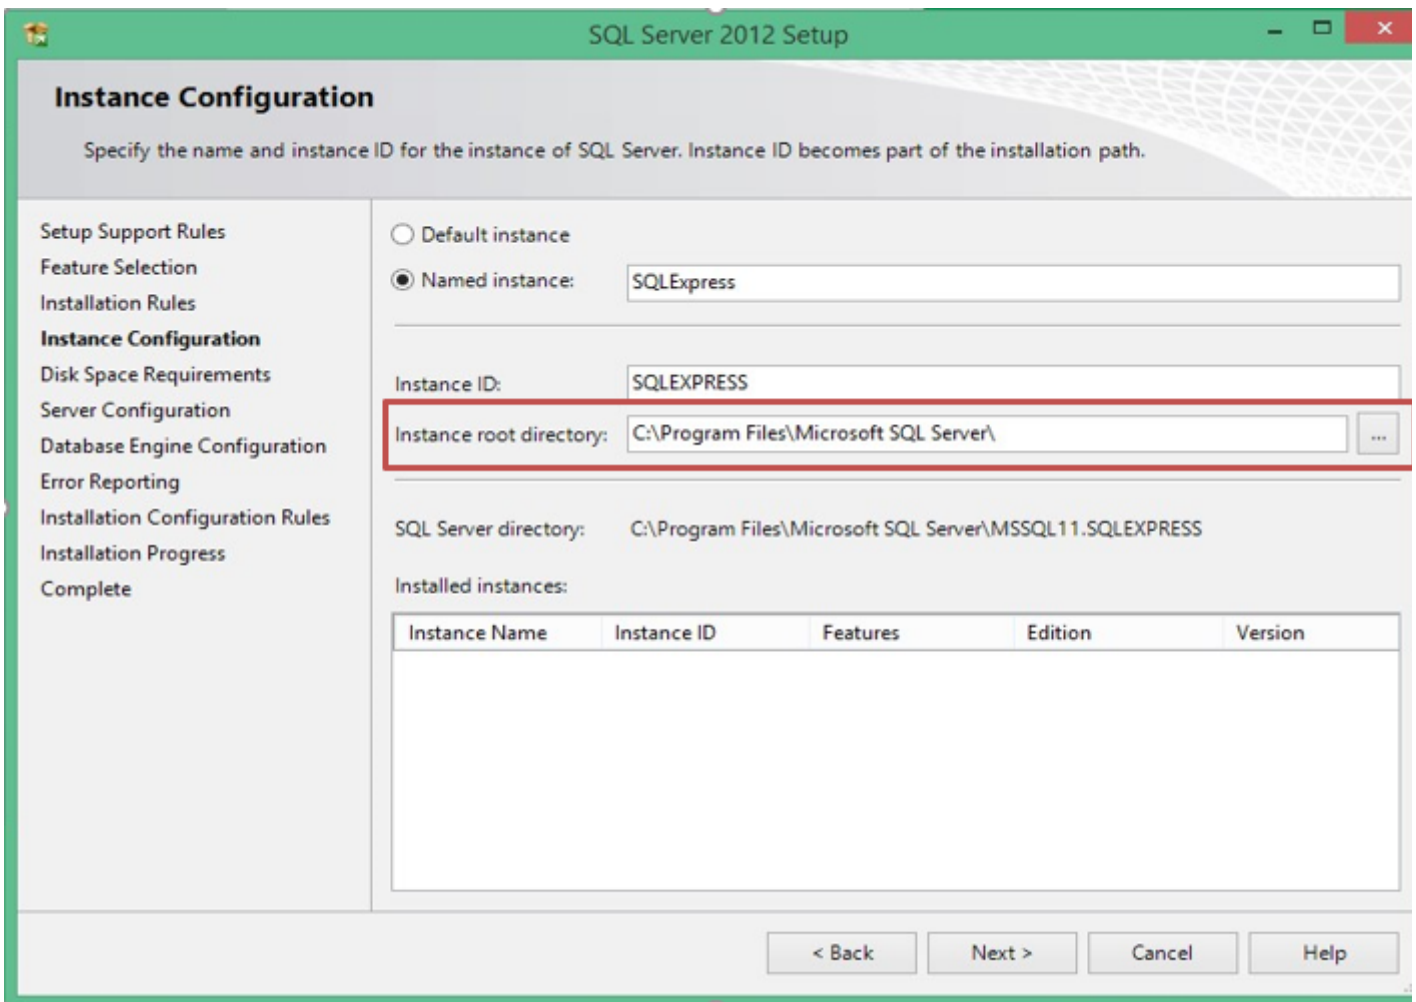 SQL Server 2012 Setup
Instance Configuration
Specify the name and instance ID for the instance of SQL Server. Instance ID becomes part of the installation path.
Setup Support Rules
Feature Selection
Installation Rules
Instance Configuration
Disk Space Requirements
Server Configuration
Database Engine Configuration
Error Reporting
Installation Configuration Rules
Installation Progress
Complete
Default instance
Named instance: SQLExpress
Instance ID: SQLEXPRESS
Instance root directory: C:\Program Files\Microsoft SQL Server\ ...
SQL Server directory: C:\Program Files\Microsoft SQL Server\MSSQL11.SQLEXPRESS
Installed instances:
Instance Name Instance ID Features Edition Version
< Back Next > Cancel Help